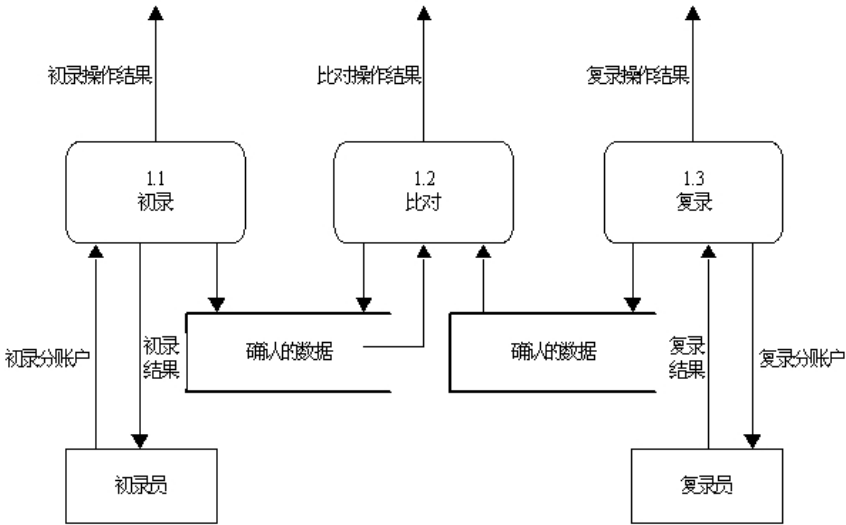 初录操作结果
比对操作结果
复录操作结果
1.1
初录
1.2
比对
1.3
复录
初录分账户
初录
结果
确认的数据
确认的数据
复录
结果
复录分账户
初录员
复录员